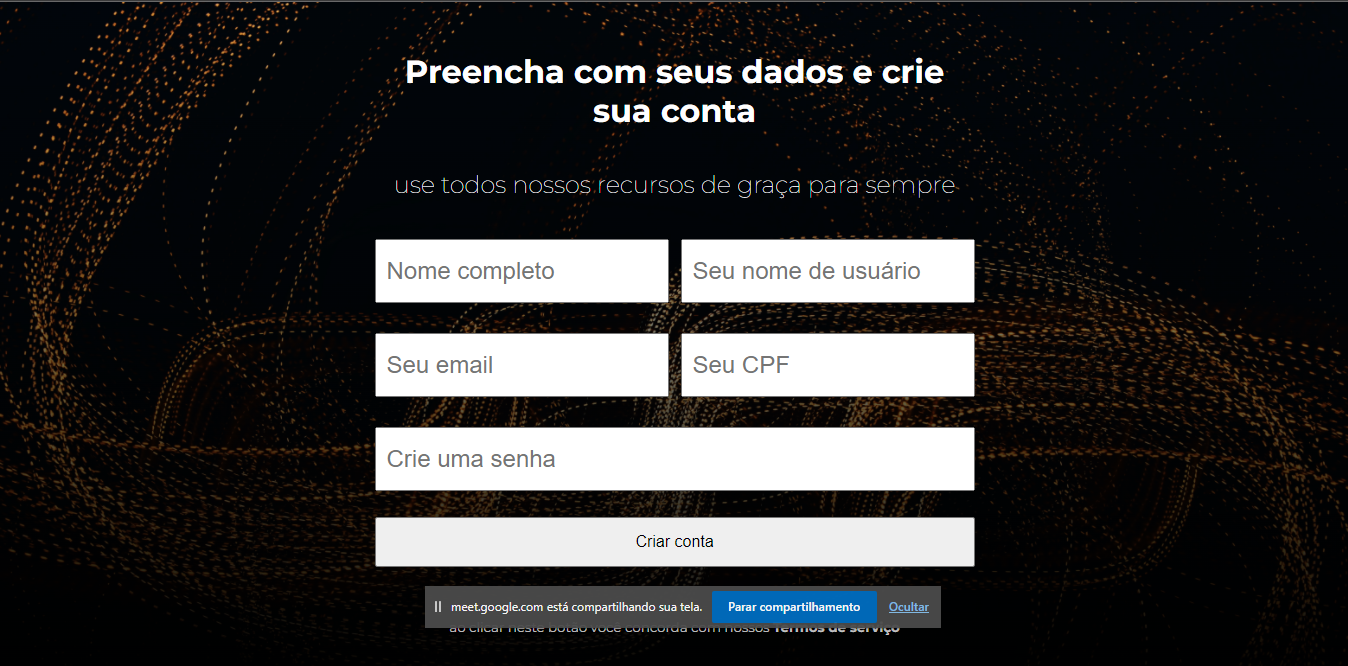 Preencha com seus dados e crie
sua conta
use todos nossos recursos de graça para sempre
Nome completo
Seu nome de usuário
Seu email
Seu CPF
Crie uma senha
Criar conta
meet.google.com está compartilhando sua tela.
Parar compartilhamento
Ocultar
ao clicar neste botão você concorda com nossos Termos de serviço